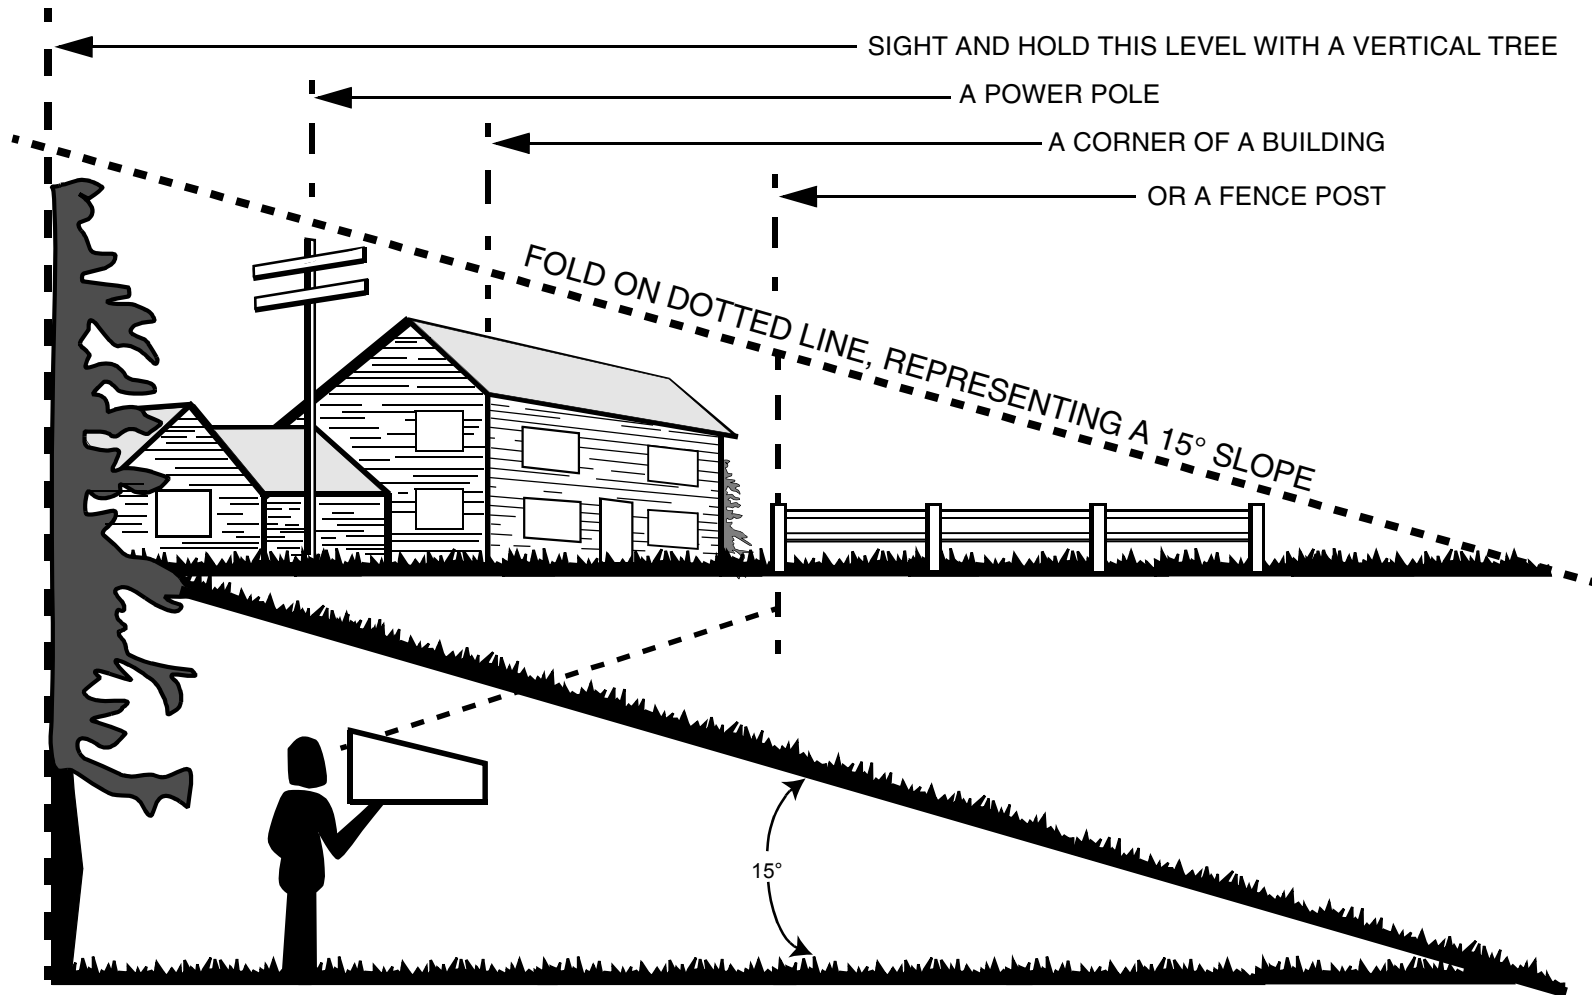 SIGHT AND HOLD THIS LEVEL WITH A VERTICAL TREE
A POWER POLE
A CORNER OF A BUILDING
OR A FENCE POST
FOLD ON DOTTED LINE, REPRESENTING A 15° SLOPE
15°